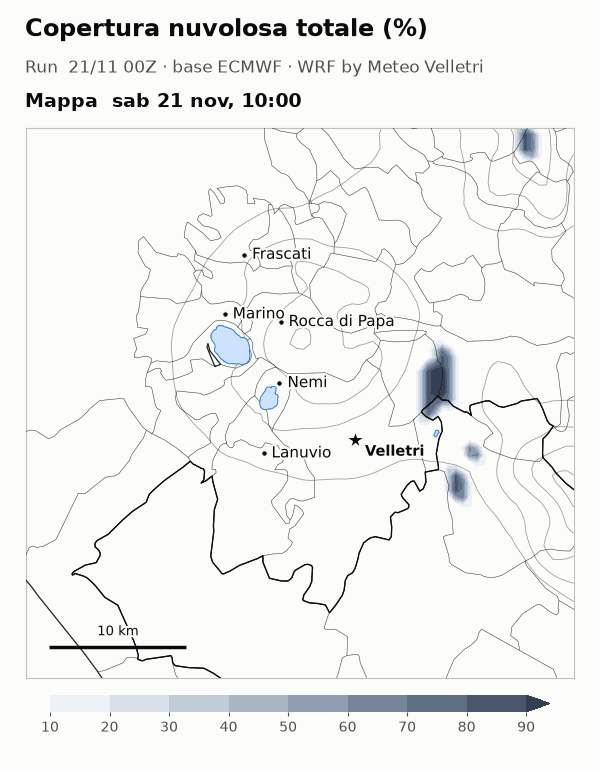 Copertura nuvolosa totale (%)
Run  21/11 00Z · base ECMWF · WRF by Meteo Velletri
Mappa  sab 21 nov, 10:00
Frascati
Marino
Rocca di Papa
Nemi
Velletri
Lanuvio
10 km
10 20 30 40 50 60 70 80 90